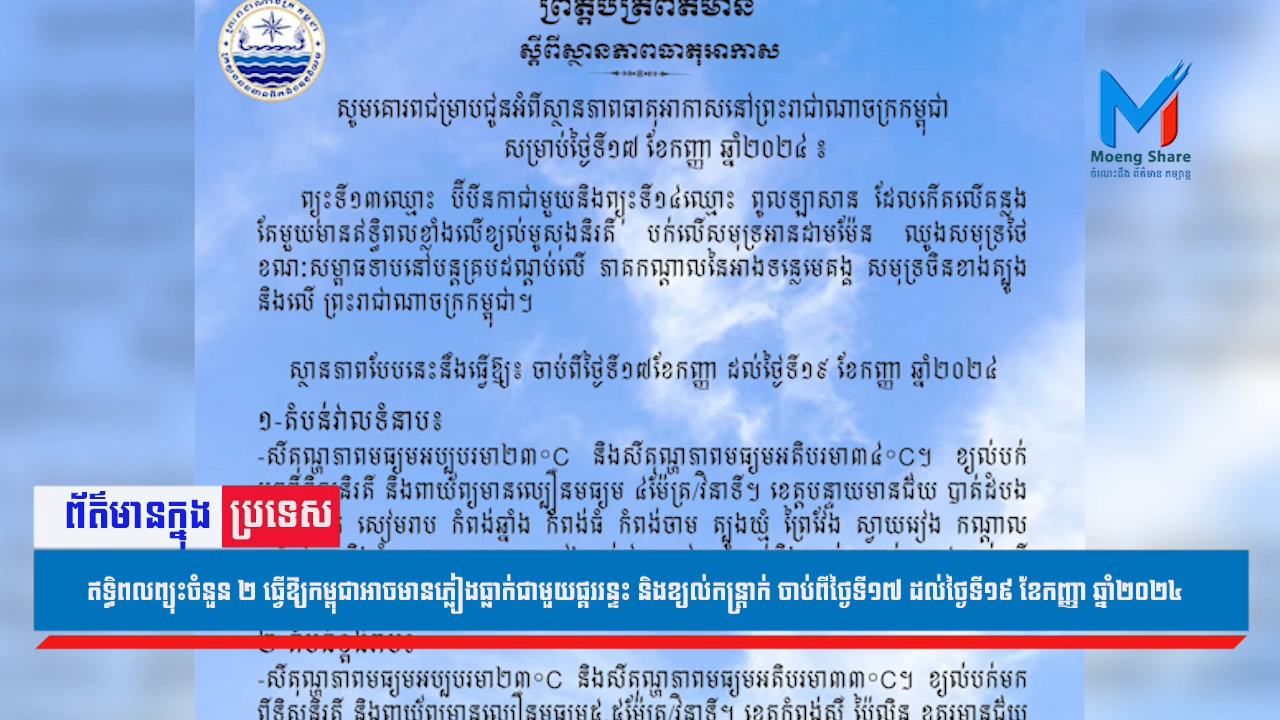 ព្រឹត្តិបត្រព័ត៌មាន
ស្តីពីស្ថានភាពធាតុអាកាស
សូមគោរពជម្រាបជូនអំពីស្ថានភាពធាតុអាកាសនៅព្រះរាជាណាចក្រកម្ពុជា
សម្រាប់ថ្ងៃទី១៧ ខែកញ្ញា ឆ្នាំ២០២៤ ៖
Moeng Share
ចំណេះដឹង ព័ត៌មាន កម្សាន្ត
ព្យុះទី១៣ឈ្មោះ ប៊ីប៊ីនកាជាមួយនិងព្យុះទី១៤ឈ្មោះ ពូលឡាសាន ដែលកើតលើគន្លង
តែមួយមានឥទ្ធិពលខ្លាំងលើខ្យល់មូសុងនិរតី បក់លើសមុទ្រអានដាមម៉ែន ឈូងសមុទ្រថៃ
ខណៈសម្ពាធទាបនៅបន្តគ្របដណ្តប់លើ ភាគកណ្តាលនៃអាងទន្លេមេគង្គ សមុទ្រចិនខាងត្បូង
និងលើ ព្រះរាជាណាចក្រកម្ពុជា។
ស្ថានភាពបែបនេះនឹងធ្វើឱ្យ៖ ចាប់ពីថ្ងៃទី១៧ខែកញ្ញា ដល់ថ្ងៃទី១៩ ខែកញ្ញា ឆ្នាំ២០២៤
១-តំបន់វាលទំនាប៖
-សីតុណ្ហភាពមធ្យមអប្បបរមា២៣°C និងសីតុណ្ហភាពមធ្យមអតិបរមា៣៤°C។ ខ្យល់បក់
និរតី និងពាយ័ព្យមានល្បឿនមធ្យម ៤ម៉ែត្រ/វិនាទី។ ខេត្តបន្ទាយមានជ័យ បាត់ដំបង
សៀមរាប កំពង់ឆ្នាំង កំពង់ធំ កំពង់ចាម ត្បូងឃ្មុំ ព្រៃវែង ស្វាយរៀង កណ្តាល
ព័ត៌មានក្នុង ប្រទេស
ឥទ្ធិពលព្យុះចំនួន ២ ធ្វើឱ្យកម្ពុជាអាចមានភ្លៀងធ្លាក់ជាមួយផ្គររន្ទះ និងខ្យល់កន្ត្រាក់ ចាប់ពីថ្ងៃទី១៧ ដល់ថ្ងៃទី១៩ ខែកញ្ញា ឆ្នាំ២០២៤
-សីតុណ្ហភាពមធ្យមអប្បបរមា២៣°C និងសីតុណ្ហភាពមធ្យមអតិបរមា៣៣°C។ ខ្យល់បក់មក
ពីទិសនិរតី និងពាយ័ព្យមានល្បឿនមធ្យម៤.៤ម៉ែត្រ/វិនាទី។ ខេត្តកំពង់ស្ពឺ ប៉ៃលិន ឧត្តរមានជ័យ